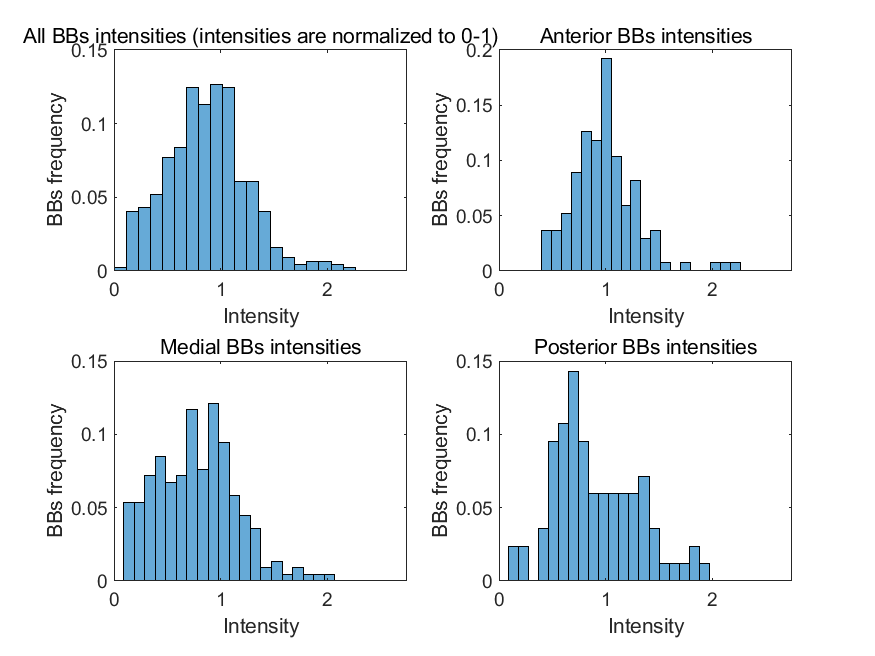 All BBs intensities (intensities are normalized to 0-1)
0.15
0.1
0.05
0
BBs frequency
0
1
2
Intensity
Anterior BBs intensities
0.2
0.15
0.1
0.05
0
BBs frequency
0
1
2
Intensity
Medial BBs intensities
0.15
0.1
0.05
0
BBs frequency
0
1
2
Intensity
Posterior BBs intensities
0.15
0.1
0.05
0
BBs frequency
0
1
2
Intensity